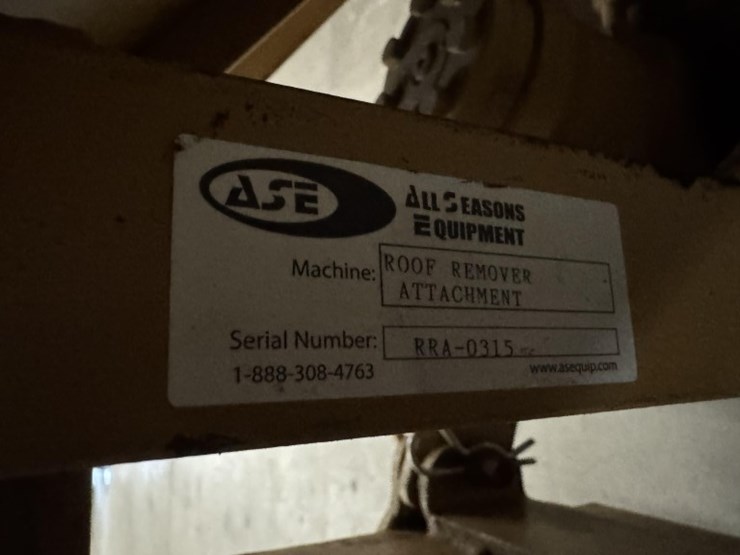 ASE
ALL SEASONS
EQUIPMENT
Machine: ROOF REMOVER
ATTACHMENT
Serial Number: RRA-0315
1-888-308-4763
www.asequip.com